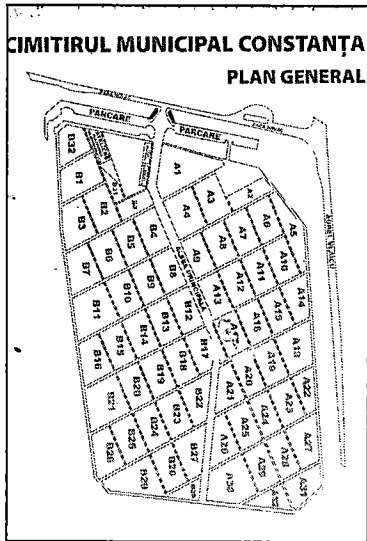 CIMITIRUL MUNICIPAL CONSTANȚA
PLAN GENERAL
PARCARE
PARCARE
B32
A1
B1
B2
A4
A3
A5
B3
B4
A6
B5
A7
B6
A8
B7
A9
A10
B8
A11
B9
A12
A14
B10
A13
B11
A15
B12
A16
A18
B13
B14
A19
B15
B17
A20
B16
B18
A21
A22
B19
A23
B20
B22
A24
B21
B23
A25
A27
B24
A26
A28
B25
B27
A29
B26
B28
A30
A31
B29